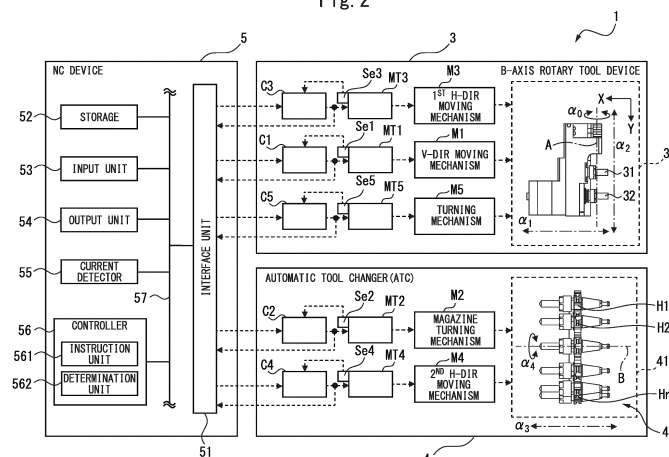 Fig. 2
1
5
3
NC DEVICE
B-AXIS ROTARY TOOL DEVICE
52
STORAGE
53
INPUT UNIT
54
OUTPUT UNIT
55
CURRENT
DETECTOR
57
56
CONTROLLER
561
INSTRUCTION
UNIT
562
DETERMINATION
UNIT
INTERFACE UNIT
51
C3
Se3
MT3
M3
1ST H-DIR
MOVING
MECHANISM
C1
Se1
MT1
M1
V-DIR MOVING
MECHANISM
C5
Se5
MT5
M5
TURNING
MECHANISM
α0
X
Y
A
α2
31
32
3
α1
AUTOMATIC TOOL CHANGER(ATC)
C2
Se2
MT2
M2
MAGAZINE
TURNING
MECHANISM
C4
Se4
MT4
M4
2ND H-DIR
MOVING
MECHANISM
H1
H2
41
α4
B
Hr
4
α3